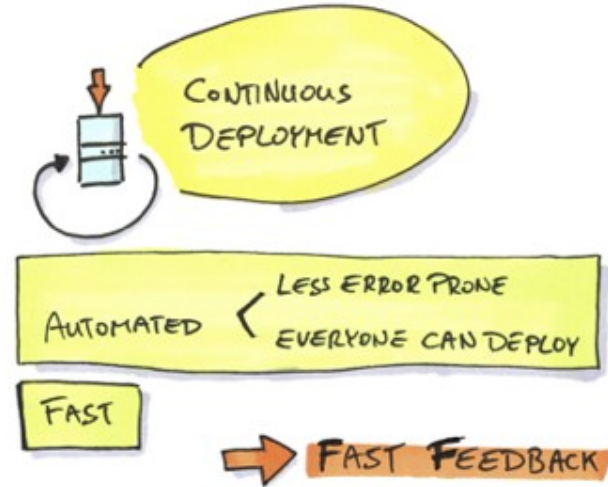 CONTINUOUS
DEPLOYMENT
LESS ERROR PRONE
AUTOMATED
EVERYONE CAN DEPLOY
FAST
FAST FEEDBACK